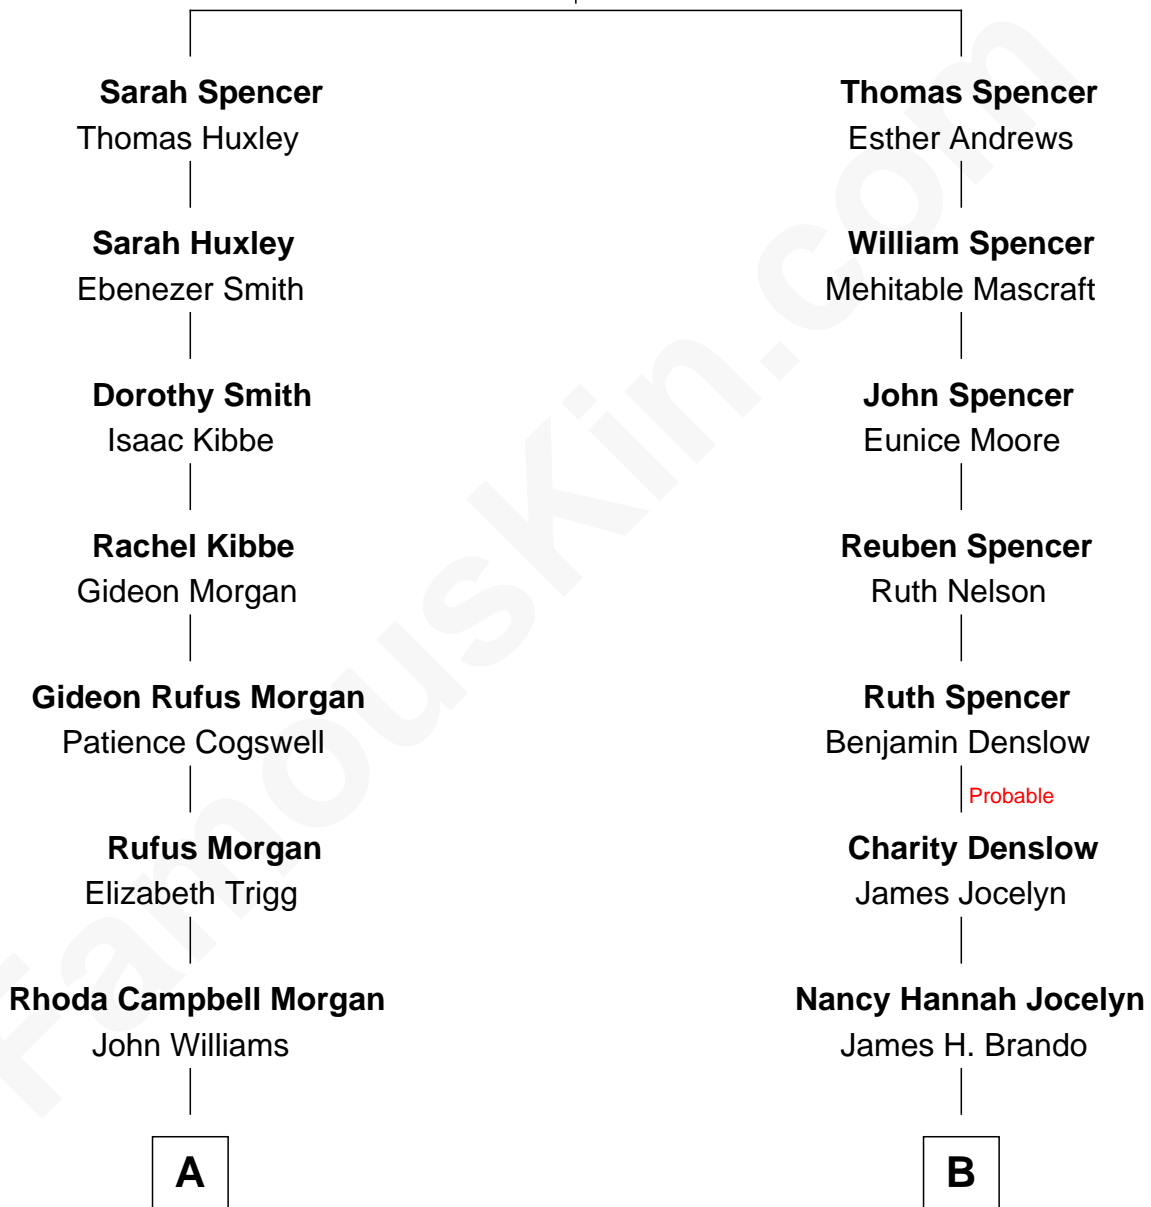 Sarah Spencer
Thomas Huxley
Sarah Huxley
Ebenezer Smith
Dorothy Smith
Isaac Kibbe
Rachel Kibbe
Gideon Morgan
Gideon Rufus Morgan
Patience Cogswell
Rufus Morgan
Elizabeth Trigg
Rhoda Campbell Morgan
John Williams
A
Thomas Spencer
Esther Andrews
William Spencer
Mehitable Mascraft
John Spencer
Eunice Moore
Reuben Spencer
Ruth Nelson
Ruth Spencer
Benjamin Denslow
Probable
Charity Denslow
James Jocelyn
Nancy Hannah Jocelyn
James H. Brando
B
FamousKin.com